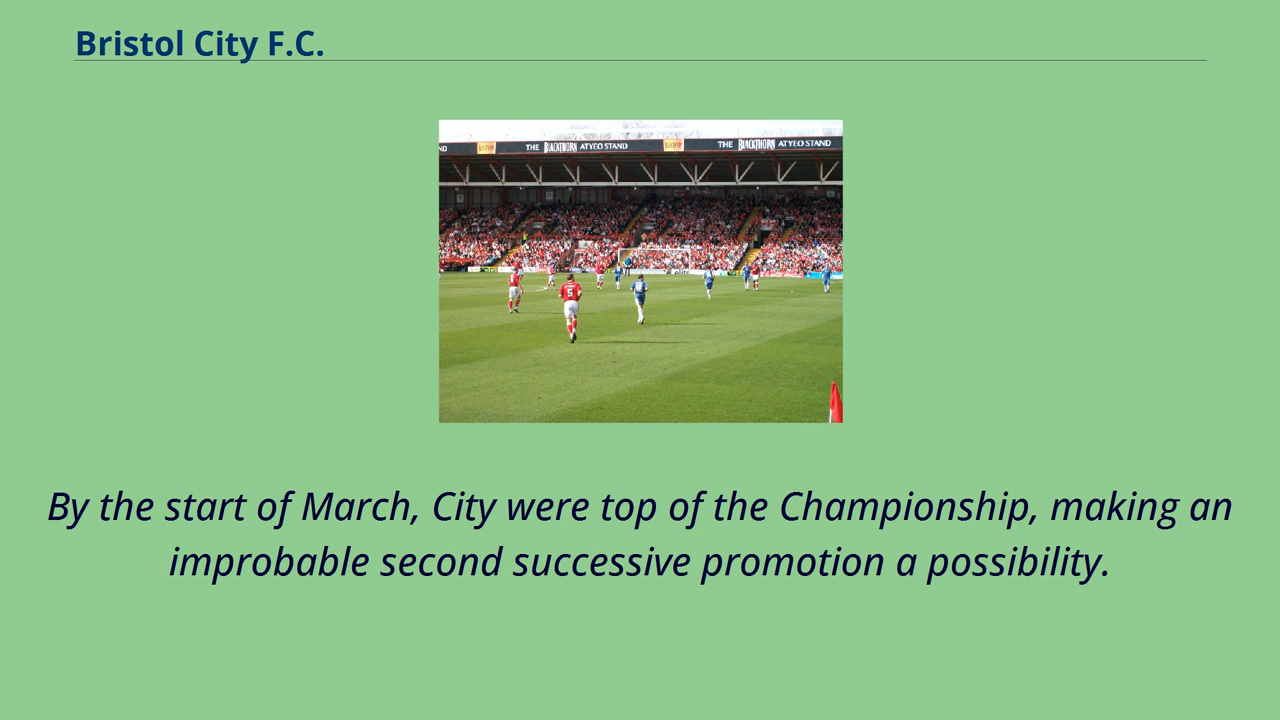 Bristol City F.C.
THE BLACKTHORN ATYEO STAND THE BLACKTHORN ATYEO STAND
5
By the start of March, City were top of the Championship, making an
improbable second successive promotion a possibility.